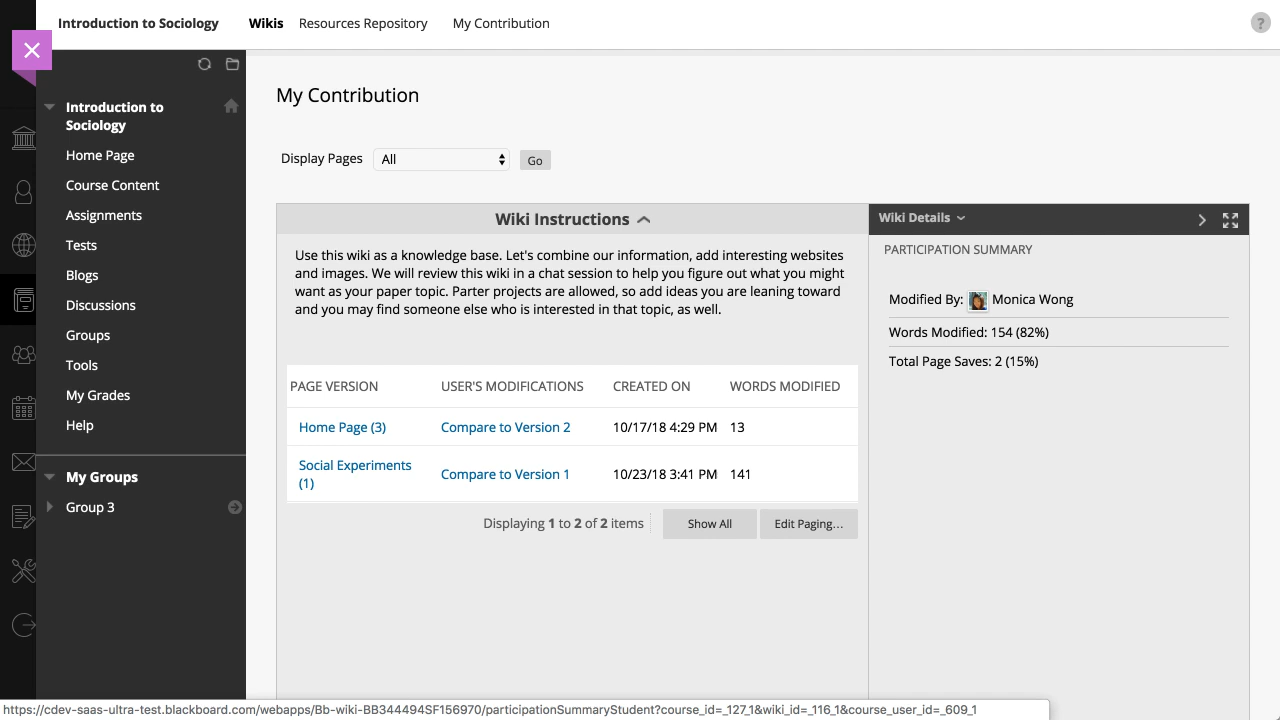 Introduction to Sociology Wikis Resources Repository My Contribution ?
Introduction to
Sociology
Home Page
Course Content
Assignments
Tests
Blogs
Discussions
Groups
Tools
My Grades
Help
My Groups
Group 3
My Contribution
Display Pages All Go
Wiki Instructions
Use this wiki as a knowledge base. Let's combine our information, add interesting websites
and images. We will review this wiki in a chat session to help you figure out what you might
want as your paper topic. Parter projects are allowed, so add ideas you are leaning toward
and you may find someone else who is interested in that topic, as well.
PAGE VERSION USER'S MODIFICATIONS CREATED ON WORDS MODIFIED
Home Page (3) Compare to Version 2 10/17/18 4:29 PM 13
Social Experiments
(1) Compare to Version 1 10/23/18 3:41 PM 141
Displaying 1 to 2 of 2 items Show All Edit Paging...
Wiki Details
PARTICIPATION SUMMARY
Modified By: Monica Wong
Words Modified: 154 (82%)
Total Page Saves: 2 (15%)
https://cdev-saas-ultra-test.blackboard.com/webapps/Bb-wiki-BB344494SF156970/participationSummaryStudent?course_id=_127_1&wiki_id=_116_1&course_user_id=_609_1